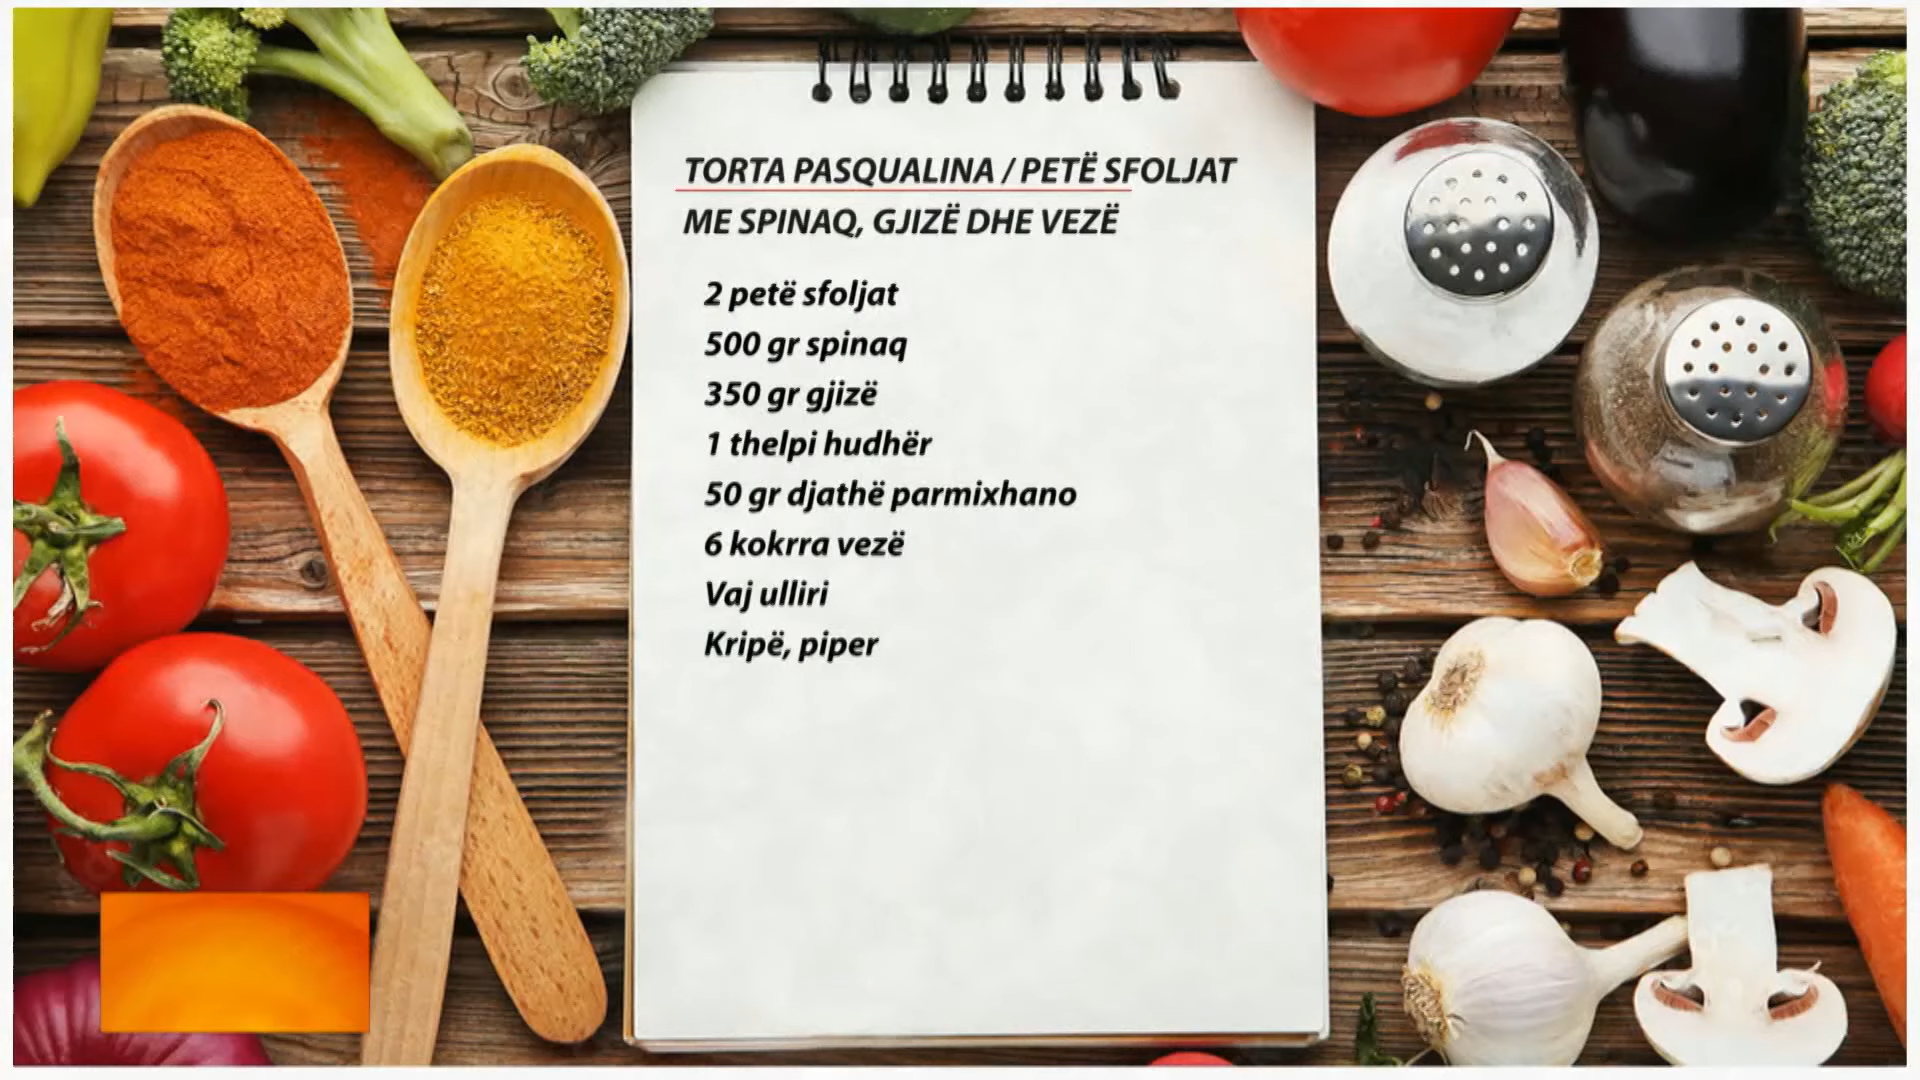 TORTA PASQUALINA / PETË SFOLJAT
ME SPINAQ, GJIZË DHE VEZË
2 petë sfoljat
500 gr spinaq
350 gr gjizë
1 thelpi hudhër
50 gr djathë parmixhano
6 kokrra vezë
Vaj ulliri
Kripë, piper